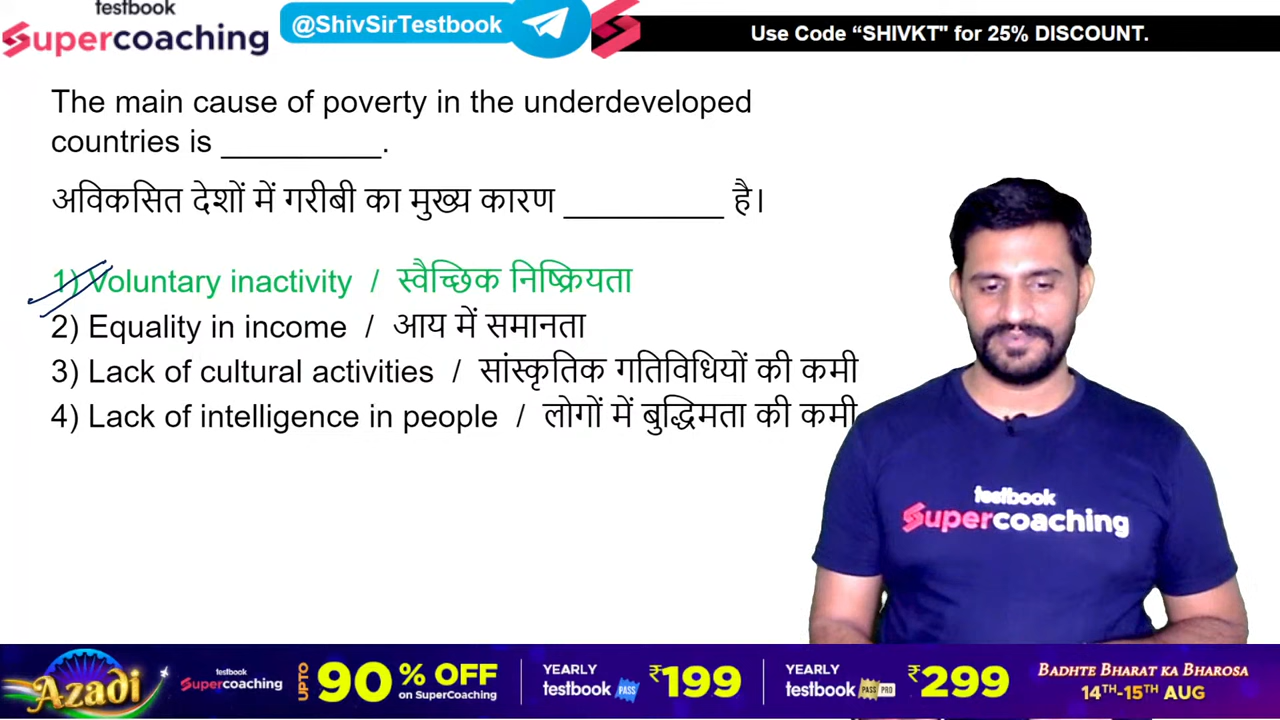 testbook
Supercoaching
@ShivSirTestbook
Use Code “SHIVKT" for 25% DISCOUNT.
The main cause of poverty in the underdeveloped
countries is _________.
अविकसित देशों में गरीबी का मुख्य कारण _________ है।
1) Voluntary inactivity / स्वैच्छिक निष्क्रियता
2) Equality in income / आय में समानता
3) Lack of cultural activities / सांस्कृतिक गतिविधियों की कमी
4) Lack of intelligence in people / लोगों में बुद्धिमता की कमी
testbook
Supercoaching
Azadi
testbook
Supercoaching
UPTO 90% OFF
on SuperCoaching
YEARLY
testbook PASS
₹199
YEARLY
testbook PASS PRO
₹299
BADHTE BHARAT KA BHAROSA
14TH-15TH AUG